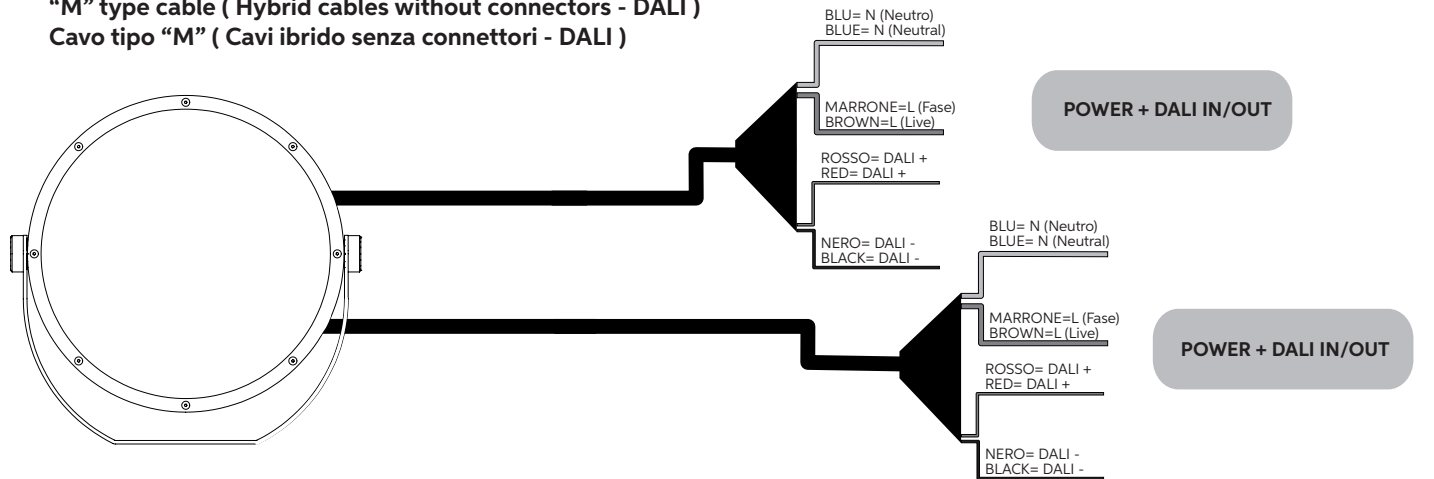 “M” type cable ( Hybrid cables without connectors - DALI )
Cavo tipo “M” ( Cavi ibrido senza connettori - DALI )
BLU= N (Neutro)
BLUE= N (Neutral)
MARRONE=L (Fase)
BROWN=L (Live)
ROSSO= DALI +
RED= DALI +
NERO= DALI -
BLACK= DALI -
POWER + DALI IN/OUT
BLU= N (Neutro)
BLUE= N (Neutral)
MARRONE=L (Fase)
BROWN=L (Live)
ROSSO= DALI +
RED= DALI +
NERO= DALI -
BLACK= DALI -
POWER + DALI IN/OUT